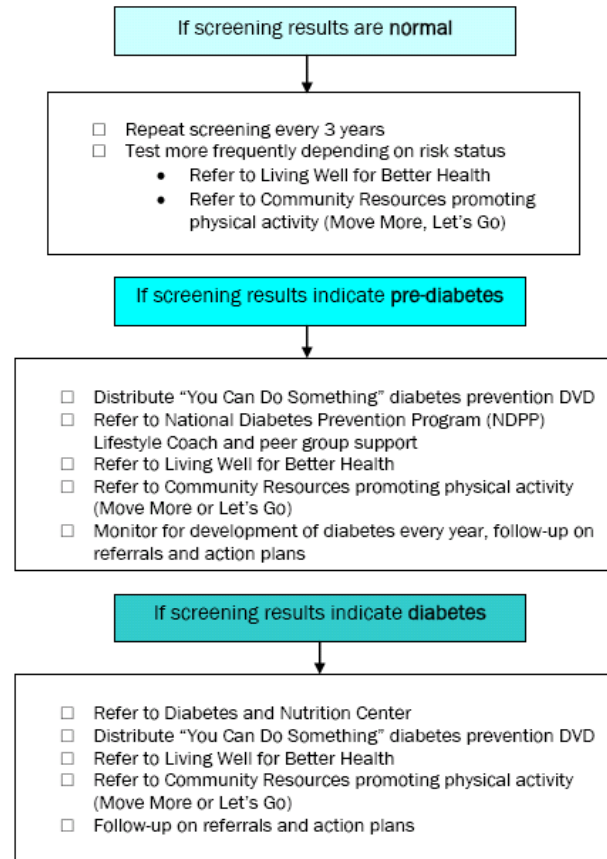 If screening results are normal
☐ Repeat screening every 3 years
☐ Test more frequently depending on risk status
• Refer to Living Well for Better Health
• Refer to Community Resources promoting
physical activity (Move More, Let's Go)
If screening results indicate pre-diabetes
☐ Distribute “You Can Do Something” diabetes prevention DVD
☐ Refer to National Diabetes Prevention Program (NDPP)
Lifestyle Coach and peer group support
☐ Refer to Living Well for Better Health
☐ Refer to Community Resources promoting physical activity
(Move More or Let's Go)
☐ Monitor for development of diabetes every year, follow-up on
referrals and action plans
If screening results indicate diabetes
☐ Refer to Diabetes and Nutrition Center
☐ Distribute “You Can Do Something” diabetes prevention DVD
☐ Refer to Living Well for Better Health
☐ Refer to Community Resources promoting physical activity
(Move More or Let's Go)
☐ Follow-up on referrals and action plans